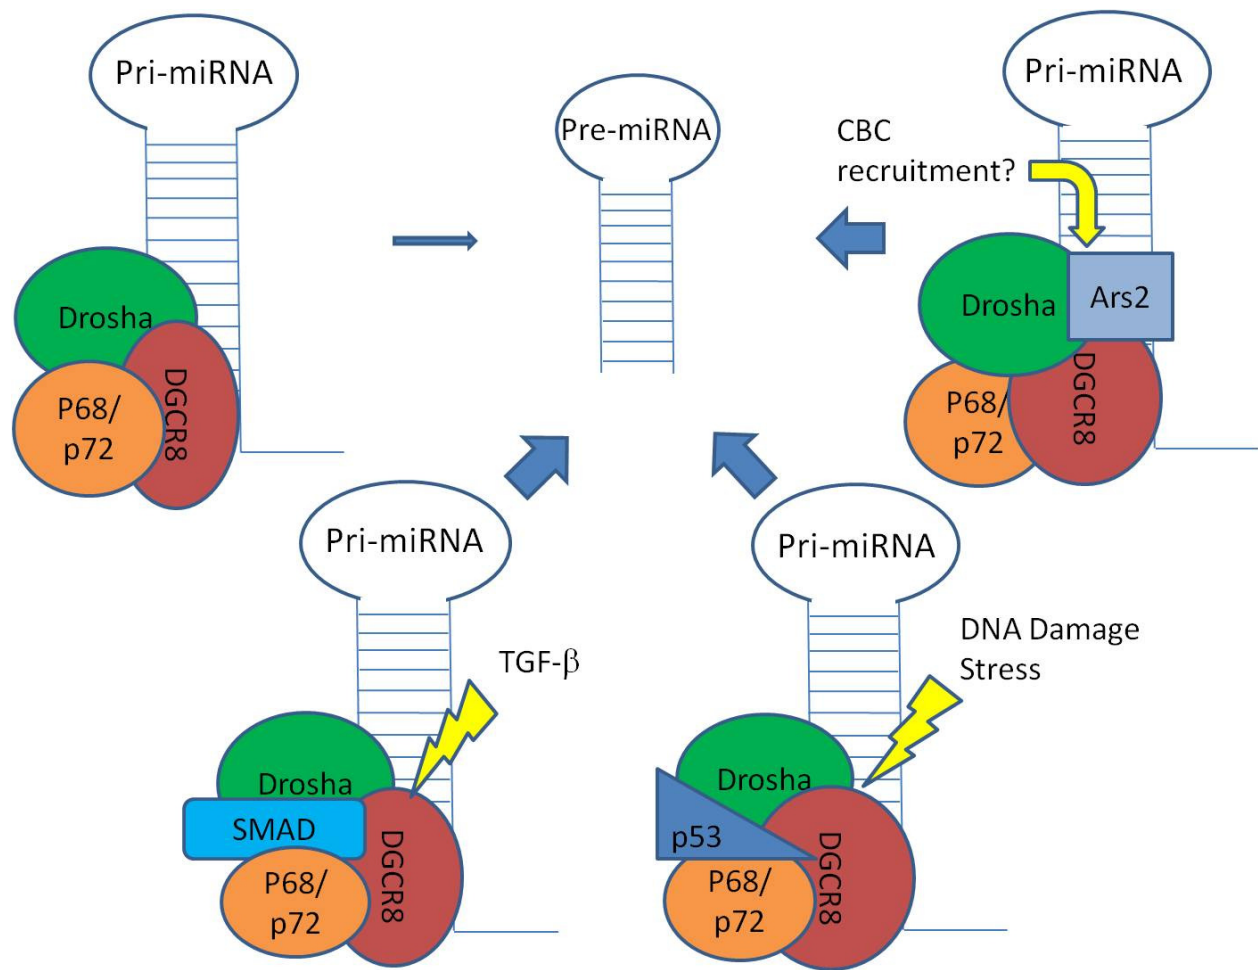 Pri-miRNA
Drosha
DGCR8
P68/
p72
Pre-miRNA
Pri-miRNA
CBC
recruitment?
Drosha
Ars2
DGCR8
P68/
p72
Pri-miRNA
TGF-β
Drosha
SMAD
DGCR8
P68/
p72
Pri-miRNA
DNA Damage
Stress
Drosha
p53
DGCR8
P68/
p72